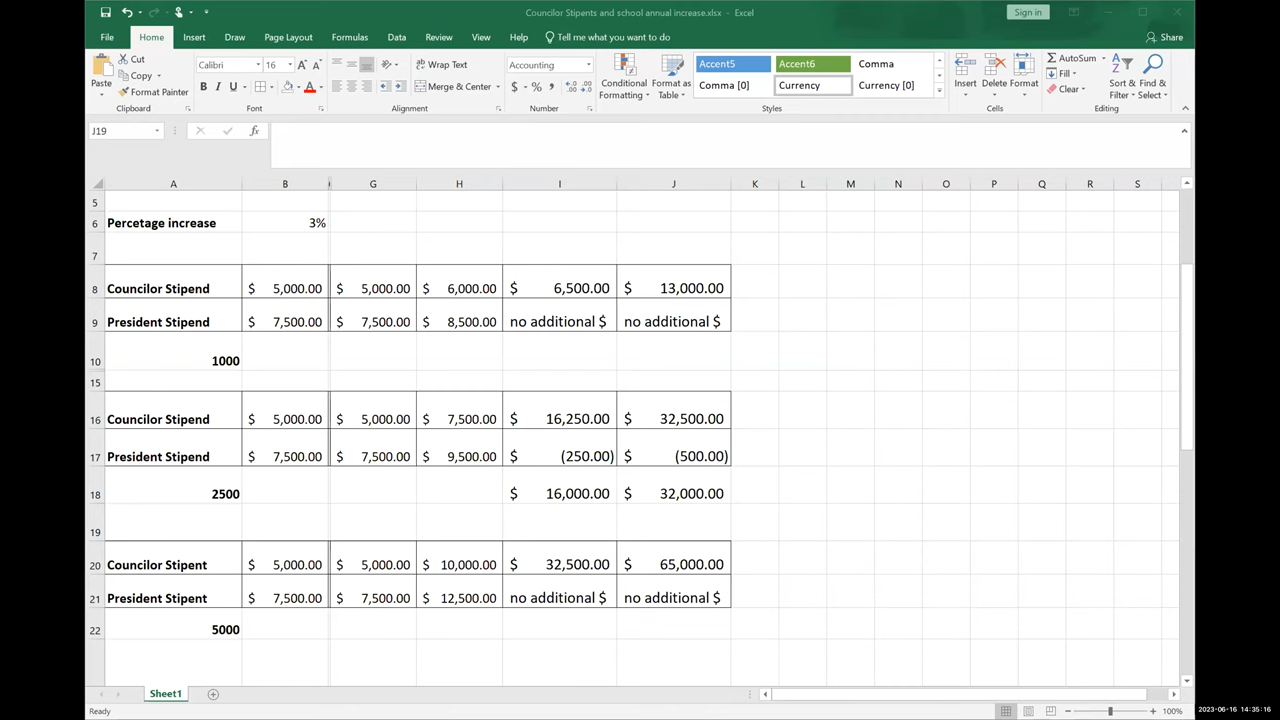 Councilor Stipents and school annual increase.xlsx - Excel
Sign in
File Home Insert Draw Page Layout Formulas Data Review View Help Tell me what you want to do Share
Paste Cut Copy Format Painter Clipboard
Calibri 16 A A B I U A Font
Wrap Text Merge & Center Alignment
Accounting $ % , Number
Conditional Formatting Format as Table
Accent5 Accent6 Comma
Comma [0] Currency Currency [0]
Styles
Insert Delete Format Cells
AutoSum Fill Clear Sort & Filter Find & Select Editing
J19 fx
A B G H I J K L M N O P Q R S
5
6 Percetage increase 3%
7
8 Councilor Stipend $ 5,000.00 $ 5,000.00 $ 6,000.00 $ 6,500.00 $ 13,000.00
9 President Stipend $ 7,500.00 $ 7,500.00 $ 8,500.00 no additional $ no additional $
10 1000
15
16 Councilor Stipend $ 5,000.00 $ 5,000.00 $ 7,500.00 $ 16,250.00 $ 32,500.00
17 President Stipend $ 7,500.00 $ 7,500.00 $ 9,500.00 $ (250.00) $ (500.00)
18 2500 $ 16,000.00 $ 32,000.00
19
20 Councilor Stipent $ 5,000.00 $ 5,000.00 $ 10,000.00 $ 32,500.00 $ 65,000.00
21 President Stipent $ 7,500.00 $ 7,500.00 $ 12,500.00 no additional $ no additional $
22 5000
Sheet1
Ready 100%
2023-06-16 14:35:16